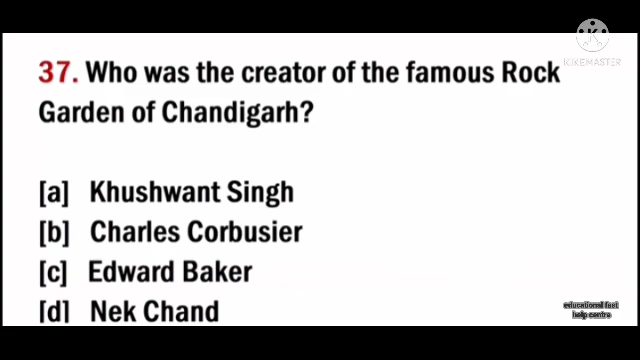 KINEMASTER
37. Who was the creator of the famous Rock
Garden of Chandigarh?
[a] Khushwant Singh
[b] Charles Corbusier
[c] Edward Baker
[d] Nek Chand
educational fast
help centre